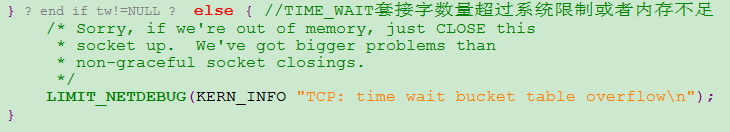 } ? end if tw!=NULL ? else { //TIME_WAIT套接字数量超过系统限制或者内存不足
/* Sorry, if we're out of memory, just CLOSE this
* socket up.  We've got bigger problems than
* non-graceful socket closings.
*/
LIMIT_NETDEBUG(KERN_INFO "TCP: time wait bucket table overflow\n");
}